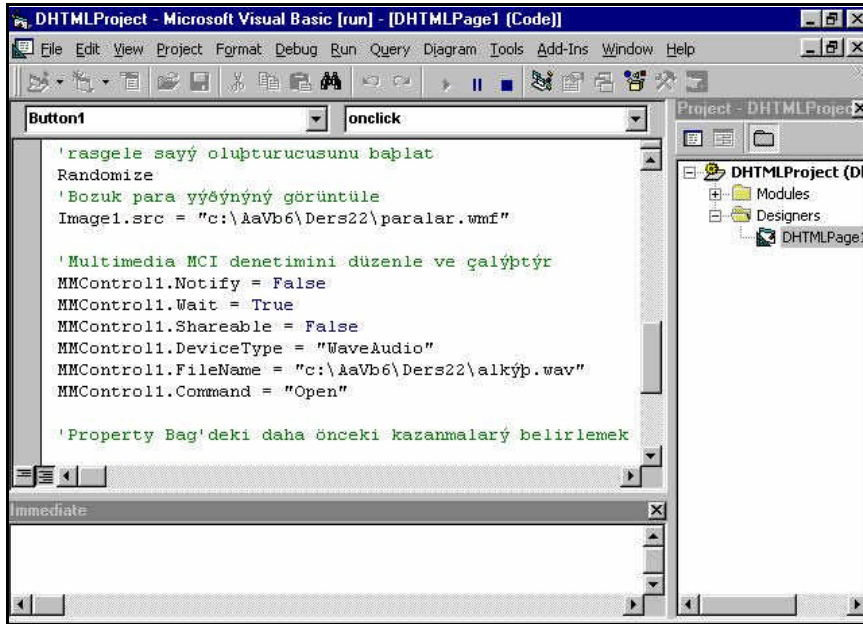 DHTMLProject - Microsoft Visual Basic [run] - [DHTMLPage1 (Code)]
File Edit View Project Format Debug Run Query Diagram Tools Add-Ins Window Help
Button1 onclick
'rasgele sayý oluþturucusunu baþlat
Randomize
'Bozuk para yýðýnýný görüntüle
Image1.src = "c:\AaVb6\Ders22\paralar.wmf"
'Multimedia MCI denetimini düzenle ve çalýþtýr
MMControl1.Notify = False
MMControl1.Wait = True
MMControl1.Shareable = False
MMControl1.DeviceType = "WaveAudio"
MMControl1.FileName = "c:\AaVb6\Ders22\alkýþ.wav"
MMControl1.Command = "Open"
'Property Bag'deki daha önceki kazanmalarý belirlemek
Immediate
Project - DHTMLProjec
DHTMLProject (D
Modules
Designers
DHTMLPage1